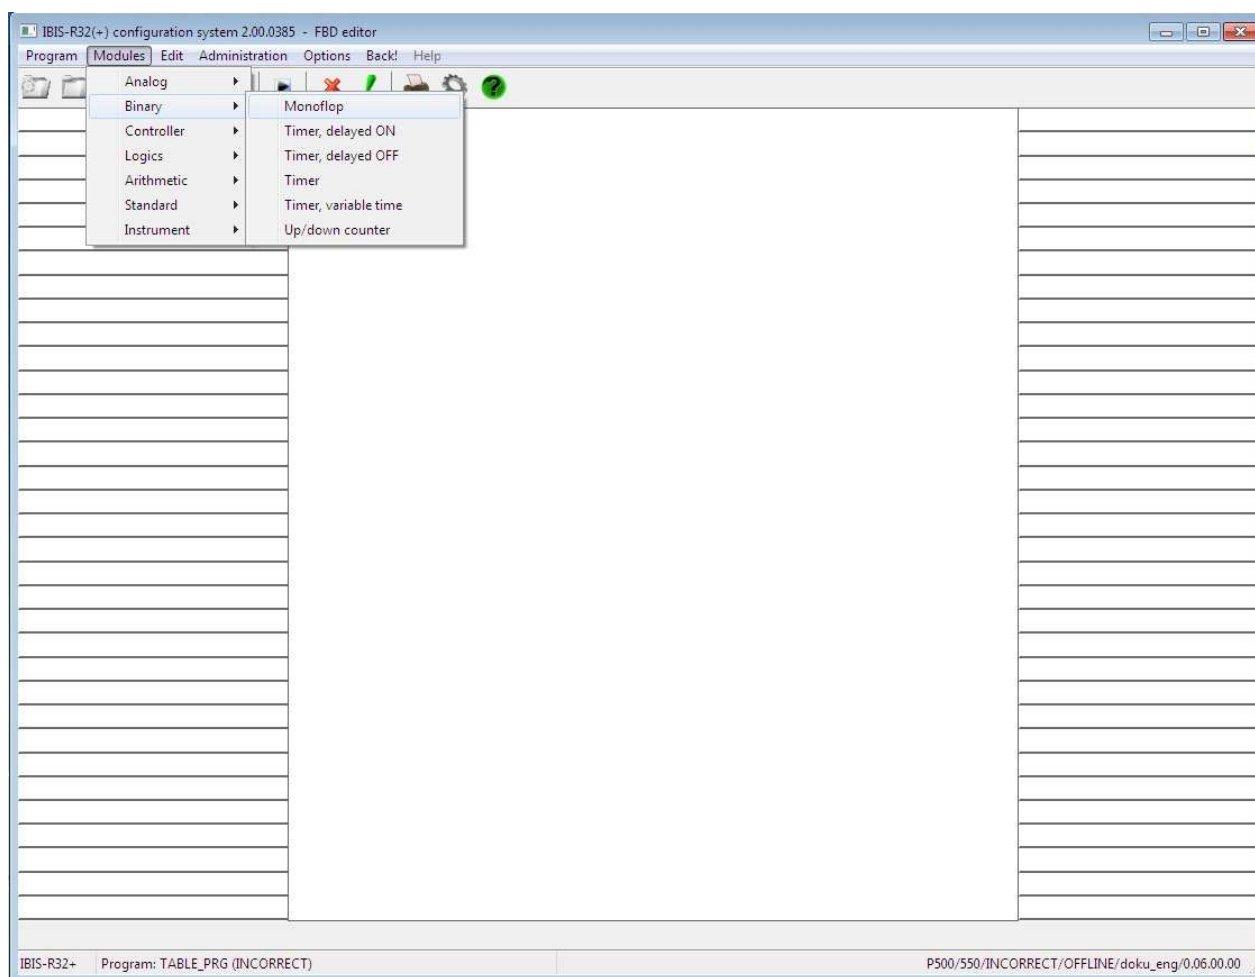 IBIS-R32(+) configuration system 2.00.0385 - FBD editor
Program Modules Edit Administration Options Back! Help
Analog
Binary
Controller
Logics
Arithmetic
Standard
Instrument
Monoflop
Timer, delayed ON
Timer, delayed OFF
Timer
Timer, variable time
Up/down counter
IBIS-R32+ Program: TABLE_PRG (INCORRECT) P500/550/INCORRECT/OFFLINE/doku_eng/0.06.00.00